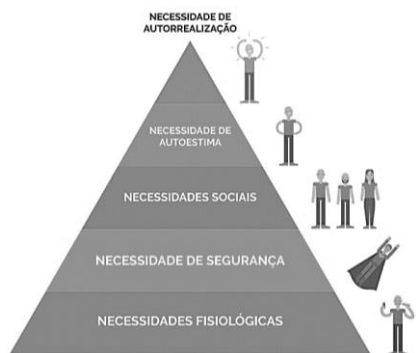 NECESSIDADE DE
AUTORREALIZAÇÃO
NECESSIDADE DE
AUTOESTIMA
NECESSIDADES SOCIAIS
NECESSIDADE DE SEGURANÇA
NECESSIDADES FISIOLÓGICAS